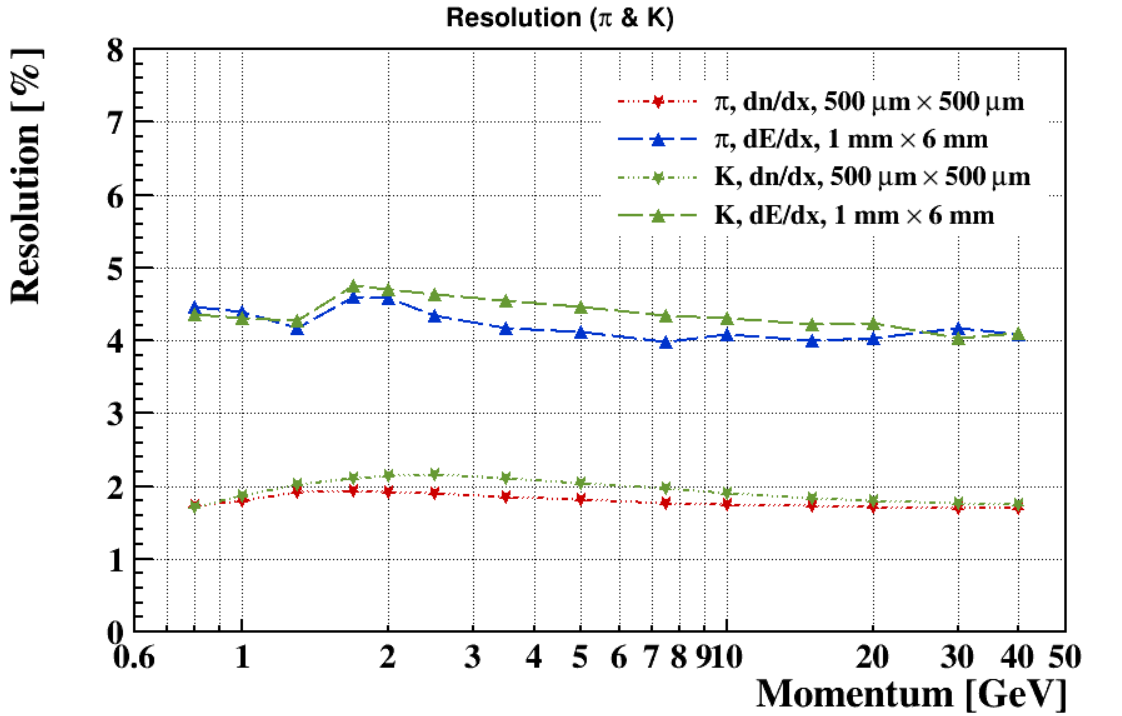 Resolution (π & K)
Resolution [%]
8
7
6
5
4
3
2
1
0
π, dn/dx, 500 μm × 500 μm
π, dE/dx, 1 mm × 6 mm
K, dn/dx, 500 μm × 500 μm
K, dE/dx, 1 mm × 6 mm
0.6 1 2 3 4 5 6 7 8 9 10 20 30 40 50
Momentum [GeV]